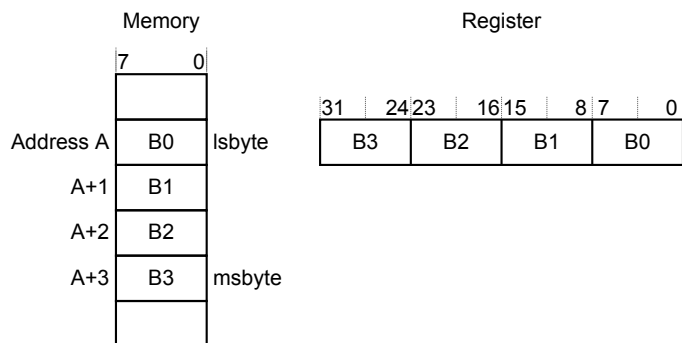 Memory
Register
7 0
31 24 23 16 15 8 7 0
Address A B0 lsbyte
B3 B2 B1 B0
A+1 B1
A+2 B2
A+3 B3 msbyte